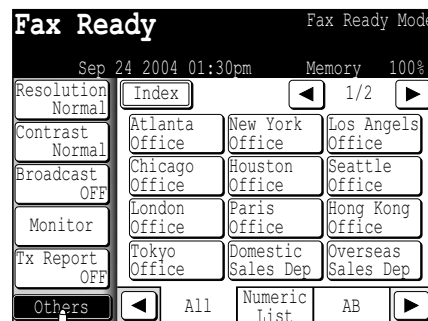 Fax Ready Fax Ready Mode
Sep 24 2004 01:30pm Memory 100%
Resolution
Normal
Contrast
Normal
Broadcast
OFF
Monitor
Tx Report
OFF
Others
Index 1/2
Atlanta Office
New York Office
Los Angels Office
Chicago Office
Houston Office
Seattle Office
London Office
Paris Office
Hong Kong Office
Tokyo Office
Domestic Sales Dep
Overseas Sales Dep
All
Numeric List
AB